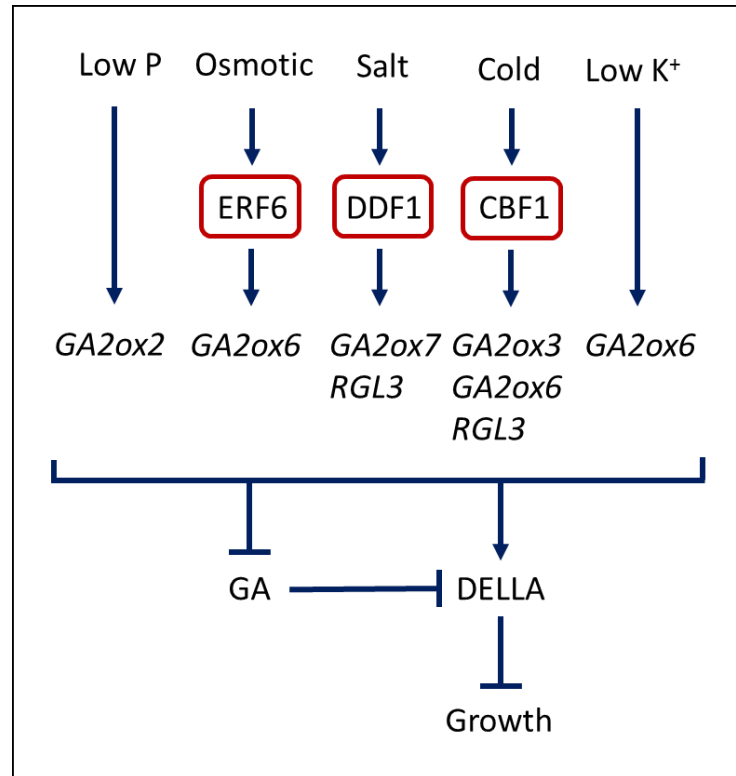 Low P Osmotic Salt Cold Low K⁺
ERF6 DDF1 CBF1
GA2ox2 GA2ox6 GA2ox7 GA2ox3 GA2ox6
RGL3 GA2ox6
RGL3
GA DELLA
Growth